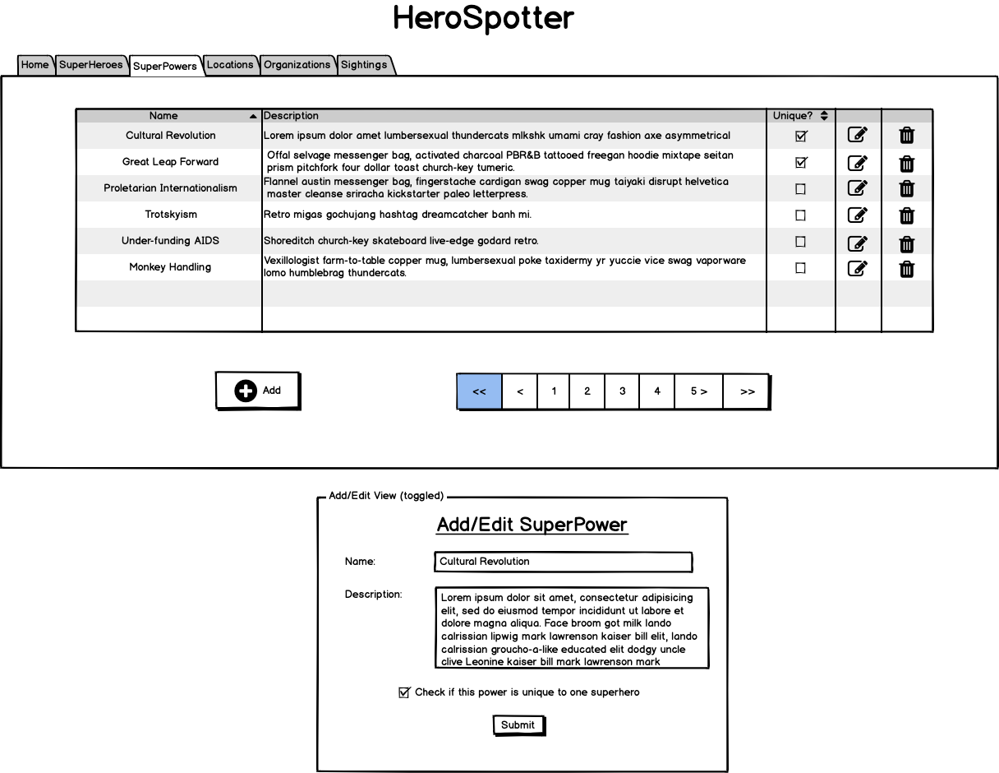 HeroSpotter
Home SuperHeroes SuperPowers Locations Organizations Sightings
Name Description Unique?
Cultural Revolution Lorem ipsum dolor amet lumbersexual thundercats mlkshk umami cray fashion axe asymmetrical
Great Leap Forward Offal selvage messenger bag, activated charcoal PBR&B tattooed freegan hoodie mixtape seitan
prism pitchfork four dollar toast church-key tumeric.
Proletarian Internationalism Flannel austin messenger bag, fingerstache cardigan swag copper mug taiyaki disrupt helvetica
master cleanse sriracha kickstarter paleo letterpress.
Trotskyism Retro migas gochujang hashtag dreamcatcher banh mi.
Under-funding AIDS Shoreditch church-key skateboard live-edge godard retro.
Monkey Handling Vexillologist farm-to-table copper mug, lumbersexual poke taxidermy yr yuccie vice swag vaporware
lomo humblebrag thundercats.
Add << < 1 2 3 4 5 > >>
Add/Edit View (toggled)
Add/Edit SuperPower
Name: Cultural Revolution
Description: Lorem ipsum dolor sit amet, consectetur adipisicing
elit, sed do eiusmod tempor incididunt ut labore et
dolore magna aliqua. Face broom got milk lando
calrissian lipwig mark lawrenson kaiser bill elit, lando
calrissian groucho-a-like educated elit dodgy uncle
clive Leonine kaiser bill mark lawrenson mark
Check if this power is unique to one superhero
Submit